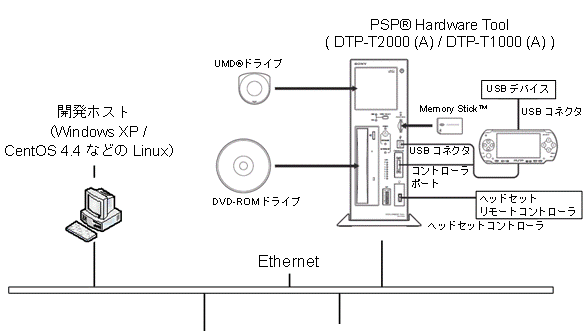 PSP® Hardware Tool
( DTP-T2000 (A) / DTP-T1000 (A) )
UMD®ドライブ
開発ホスト
(Windows XP /
CentOS 4.4 などの Linux)
DVD-ROMドライブ
Memory Stick™
USB デバイス
USB コネクタ
USB コネクタ
コントローラ
ポート
ヘッドセット
リモートコントローラ
ヘッドセットコントローラ
Ethernet